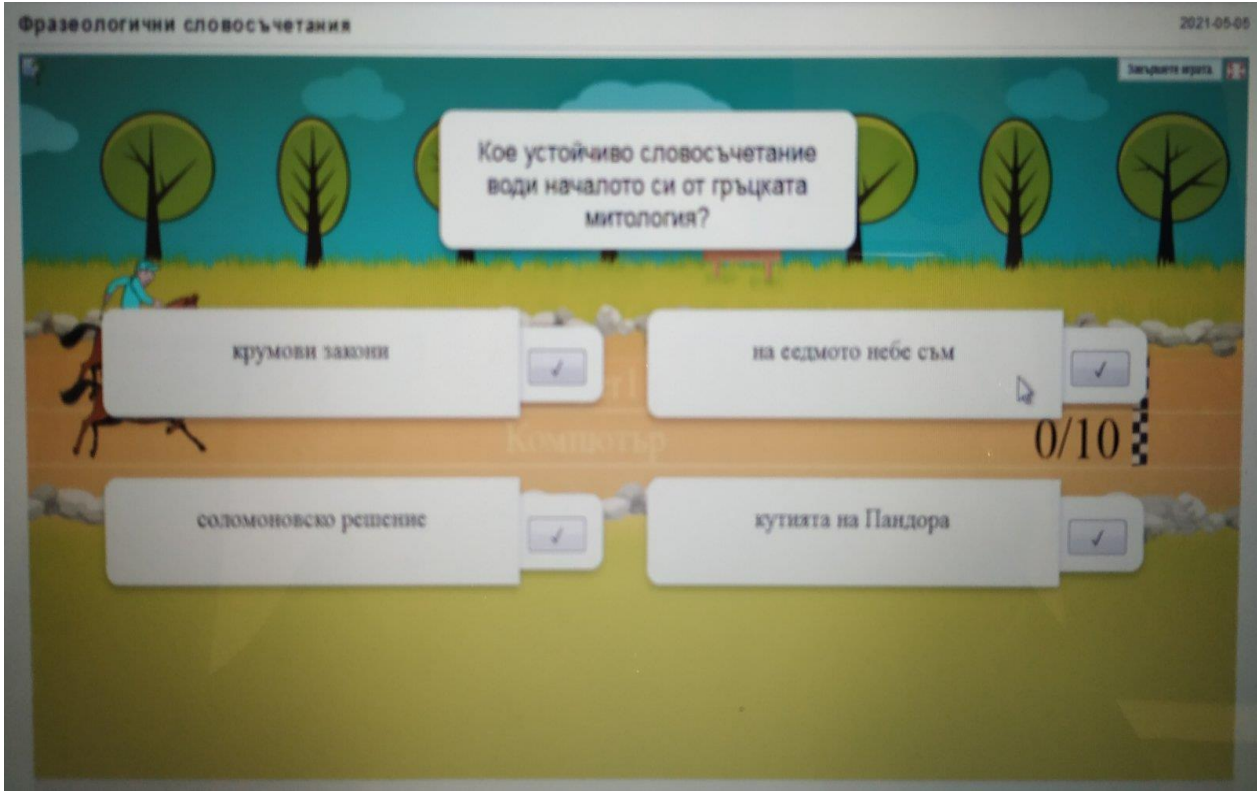 Фразеологични словосъчетания
2021-05-05
Завършете играта
Кое устойчиво словосъчетание
води началото си от гръцката
митология?
крумови закони
на седмото небе съм
Компютър
0/10
соломоновско решение
кутията на Пандора